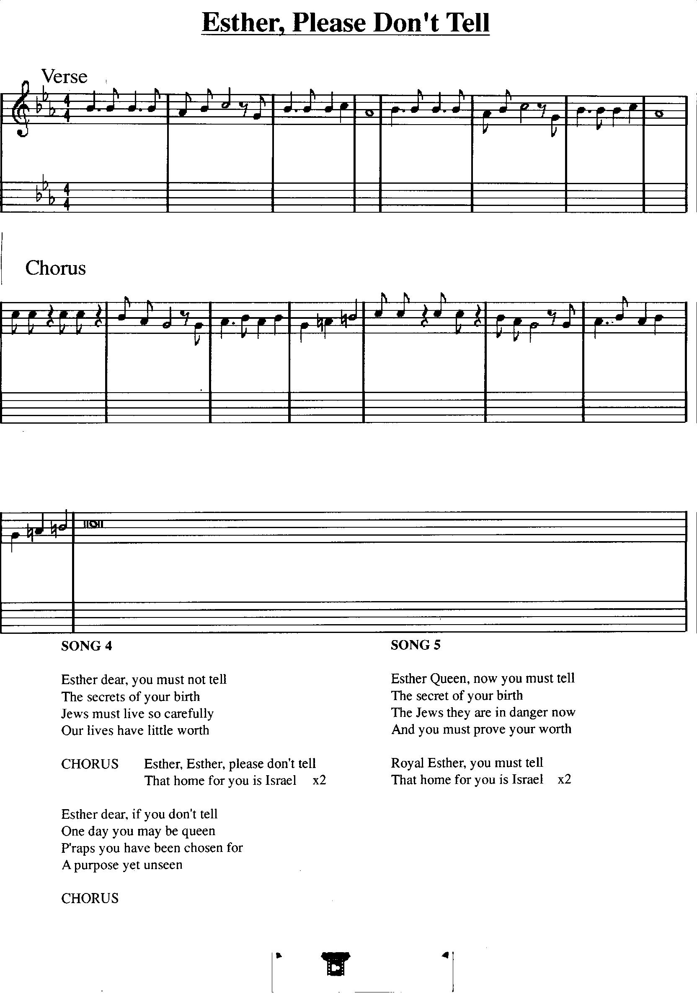 Esther, Please Don't Tell
Verse
Chorus
SONG 4
Esther dear, you must not tell
The secrets of your birth
Jews must live so carefully
Our lives have little worth
CHORUS Esther, Esther, please don't tell
That home for you is Israel x2
Esther dear, if you don't tell
One day you may be queen
P'raps you have been chosen for
A purpose yet unseen
CHORUS
SONG 5
Esther Queen, now you must tell
The secret of your birth
The Jews they are in danger now
And you must prove your worth
Royal Esther, you must tell
That home for you is Israel x2